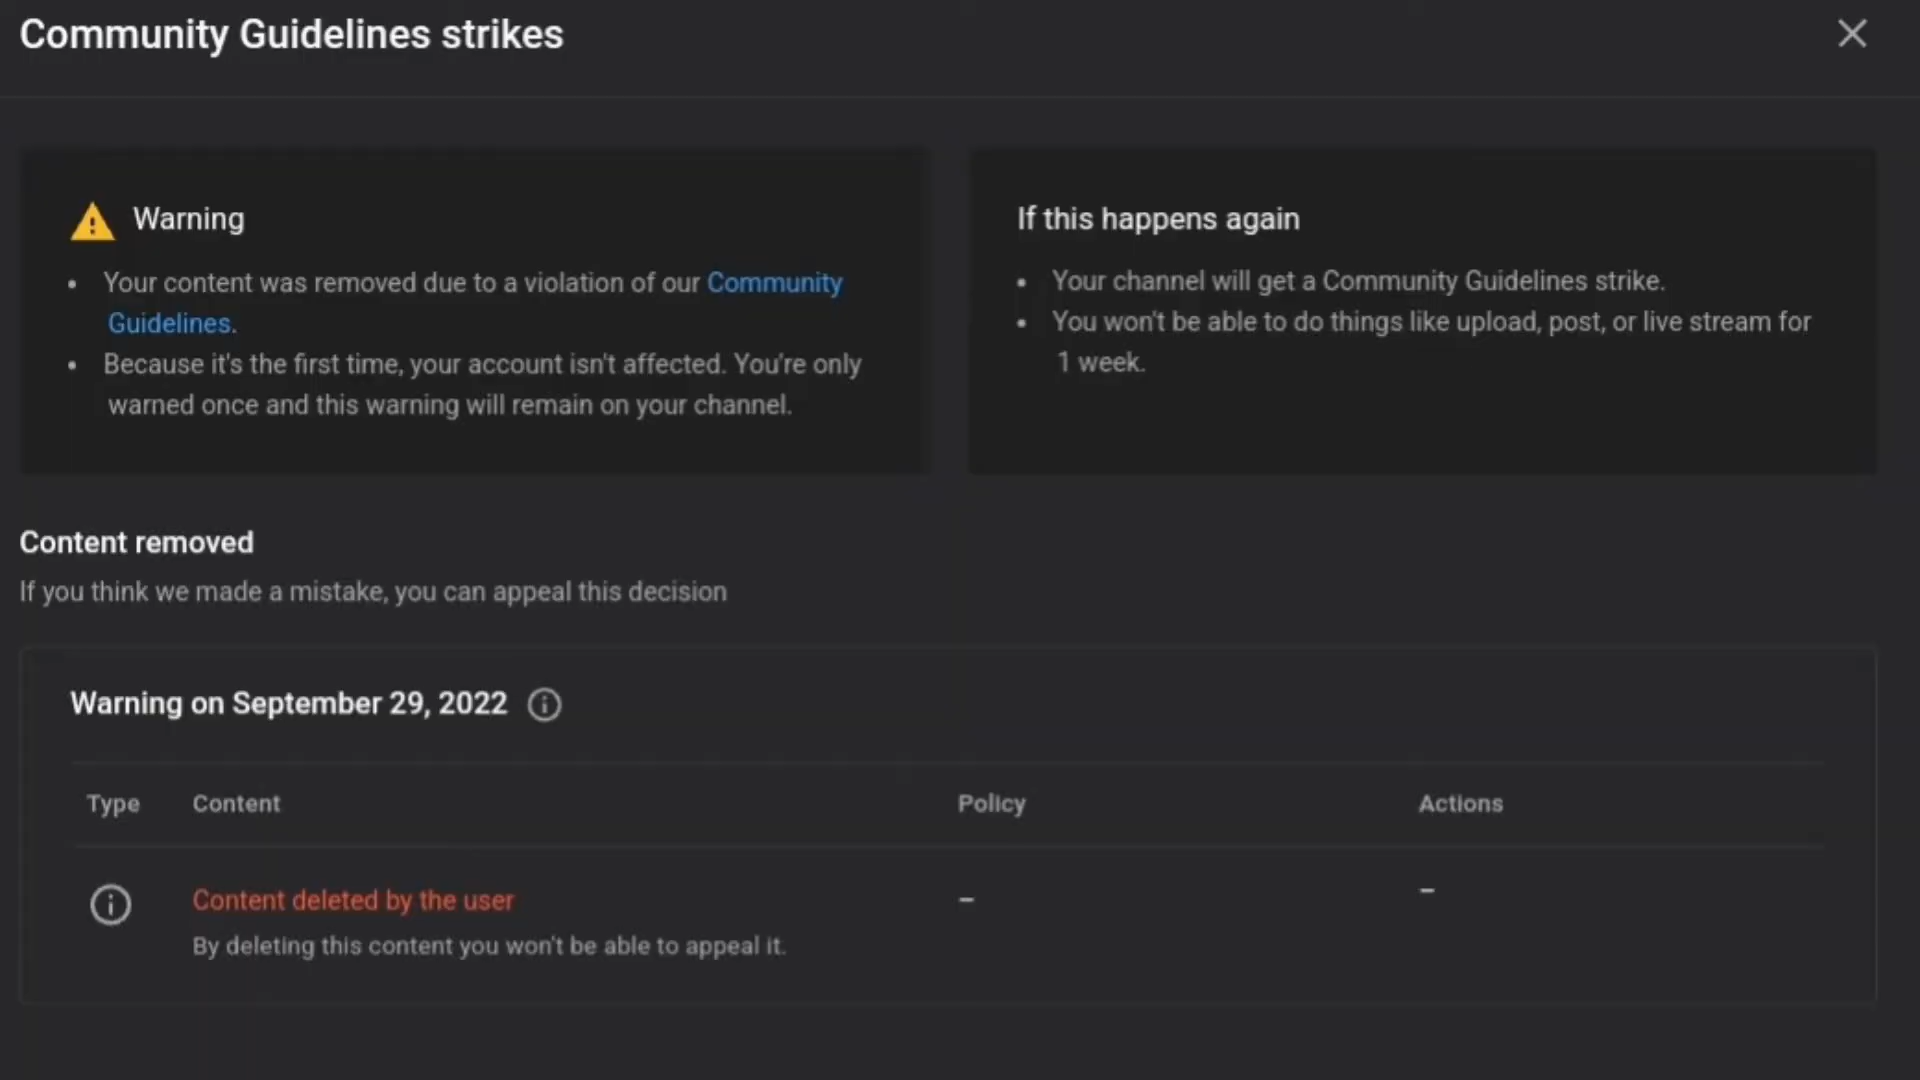 Community Guidelines strikes
Warning
Your content was removed due to a violation of our Community
Guidelines.
Because it's the first time, your account isn't affected. You're only
warned once and this warning will remain on your channel.
If this happens again
Your channel will get a Community Guidelines strike.
You won't be able to do things like upload, post, or live stream for
1 week.
Content removed
If you think we made a mistake, you can appeal this decision
Warning on September 29, 2022
Type Content Policy Actions
Content deleted by the user – –
By deleting this content you won't be able to appeal it.